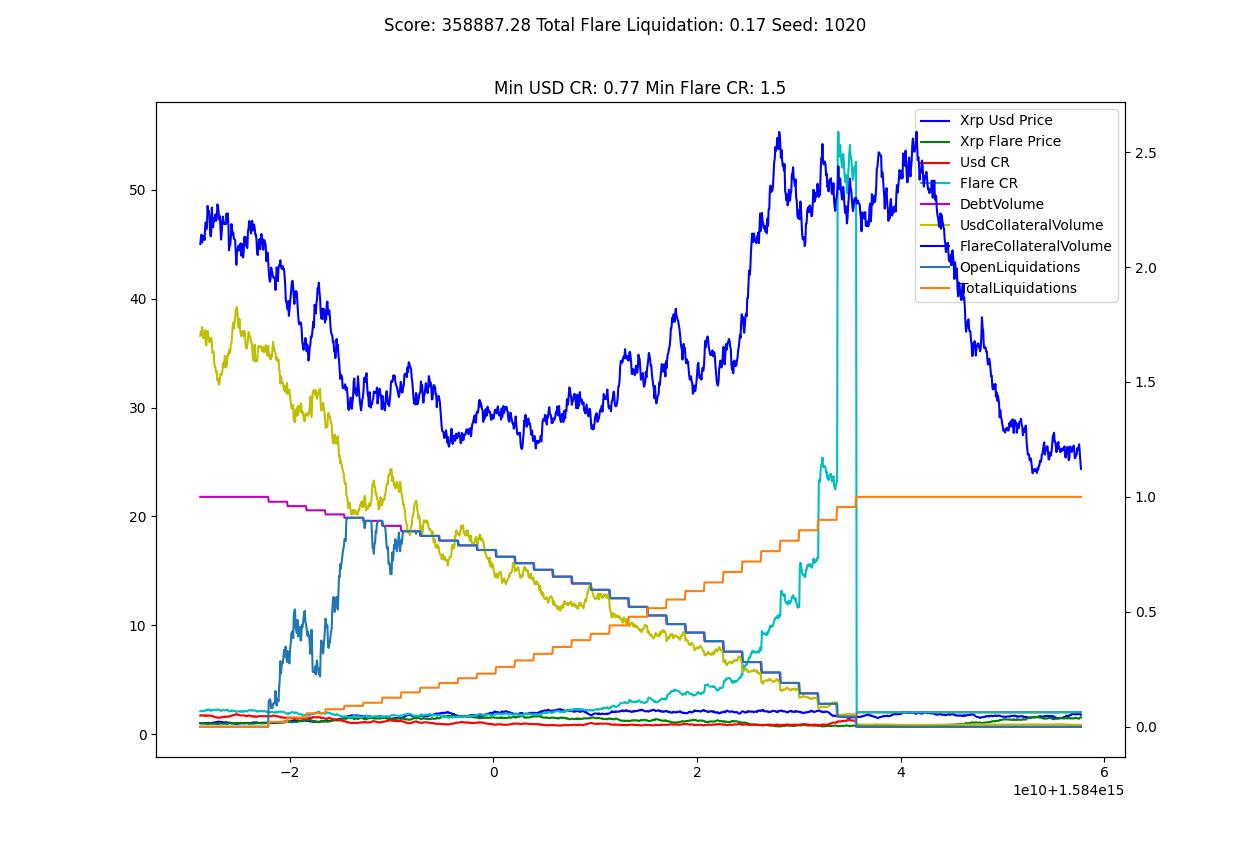 Score: 358887.28 Total Flare Liquidation: 0.17 Seed: 1020
Min USD CR: 0.77 Min Flare CR: 1.5
Xrp Usd Price
Xrp Flare Price
Usd CR
Flare CR
DebtVolume
UsdCollateralVolume
FlareCollateralVolume
OpenLiquidations
TotalLiquidations
50
40
30
20
10
0
2.5
2.0
1.5
1.0
0.5
0.0
−2
0
2
4
6
1e10+1.584e15